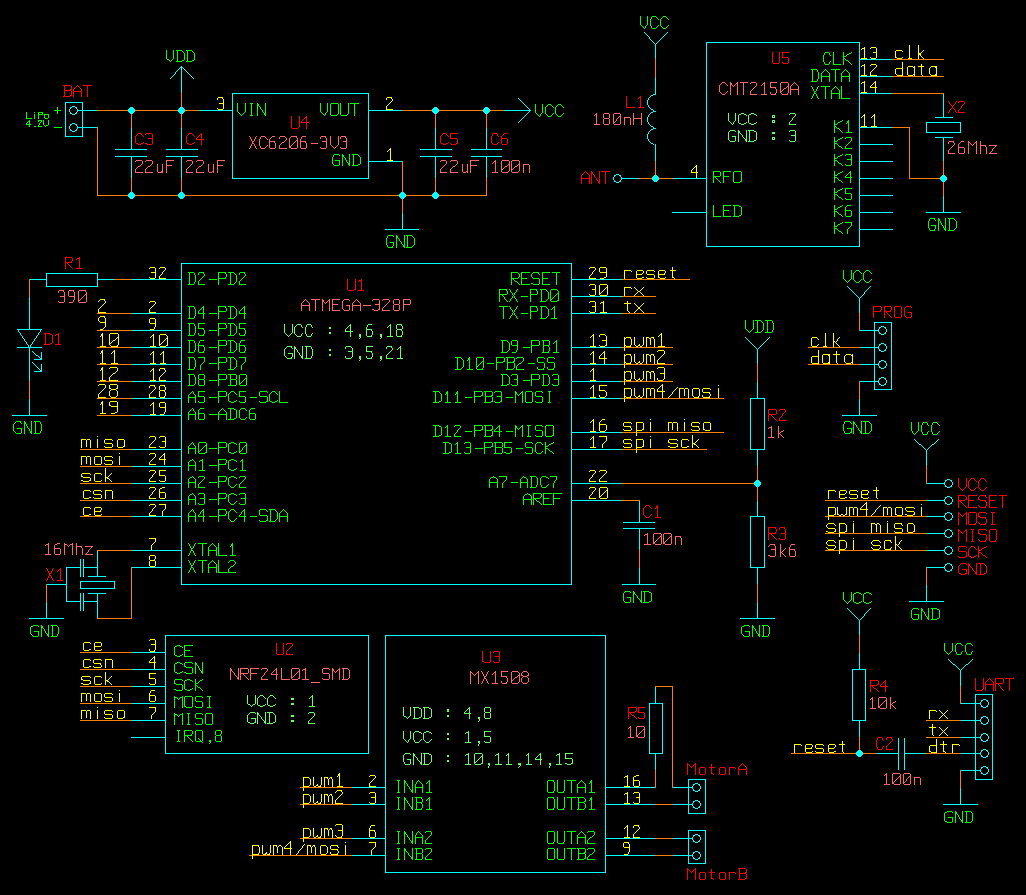 VDD
BAT
LiPo
4.2v
+
-
3
VIN
VOUT
2
VCC
U4
XC6206-3V3
GND
1
C3
22uF
C4
22uF
C5
22uF
C6
100n
GND
VCC
L1
180nH
ANT
4
RFO
LED
U5
CMT2150A
VCC : 2
GND : 3
CLK 13 clk
DATA 12 data
XTAL 14
K1 11
K2
K3
K4
K5
K6
K7
X2
26Mhz
GND
R1
390
D1
GND
U1
ATMEGA-328P
VCC : 4,6,18
GND : 3,5,21
32 D2-PD2
2 2 D4-PD4
9 9 D5-PD5
10 10 D6-PD6
11 11 D7-PD7
12 12 D8-PB0
28 28 A5-PC5-SCL
19 19 A6-ADC6
miso 23 A0-PC0
mosi 24 A1-PC1
sck 25 A2-PC2
csn 26 A3-PC3
ce 27 A4-PC4-SDA
7 XTAL1
8 XTAL2
16Mhz
X1
GND
RESET 29 reset
RX-PD0 30 rx
TX-PD1 31 tx
D9-PB1 13 pwm1
D10-PB2-SS 14 pwm2
D3-PD3 1 pwm3
D11-PB3-MOSI 15 pwm4/mosi
D12-PB4-MISO 16 spi miso
D13-PB5-SCK 17 spi sck
A7-ADC7 22
AREF 20
C1
100n
GND
VDD
R2
1k
R3
3k6
GND
VCC
PROG
clk
data
GND
VCC
VCC
reset RESET
pwm4/mosi MOSI
spi miso MISO
spi sck SCK
GND
GND
ce 3 CE
csn 4 CSN
sck 5 SCK
mosi 6 MOSI
miso 7 MISO
IRQ,8
U2
NRF24L01_SMD
VCC : 1
GND : 2
U3
MX1508
VDD : 4,8
VCC : 1,5
GND : 10,11,14,15
pwm1 2 INA1
pwm2 3 INB1
pwm3 6 INA2
pwm4/mosi 7 INB2
OUTA1 16
OUTB1 13
OUTA2 12
OUTB2 9
R5
10
MotorA
MotorB
VCC
R4
10k
reset
C2
100n
VCC
UART
rx
tx
dtr
GND